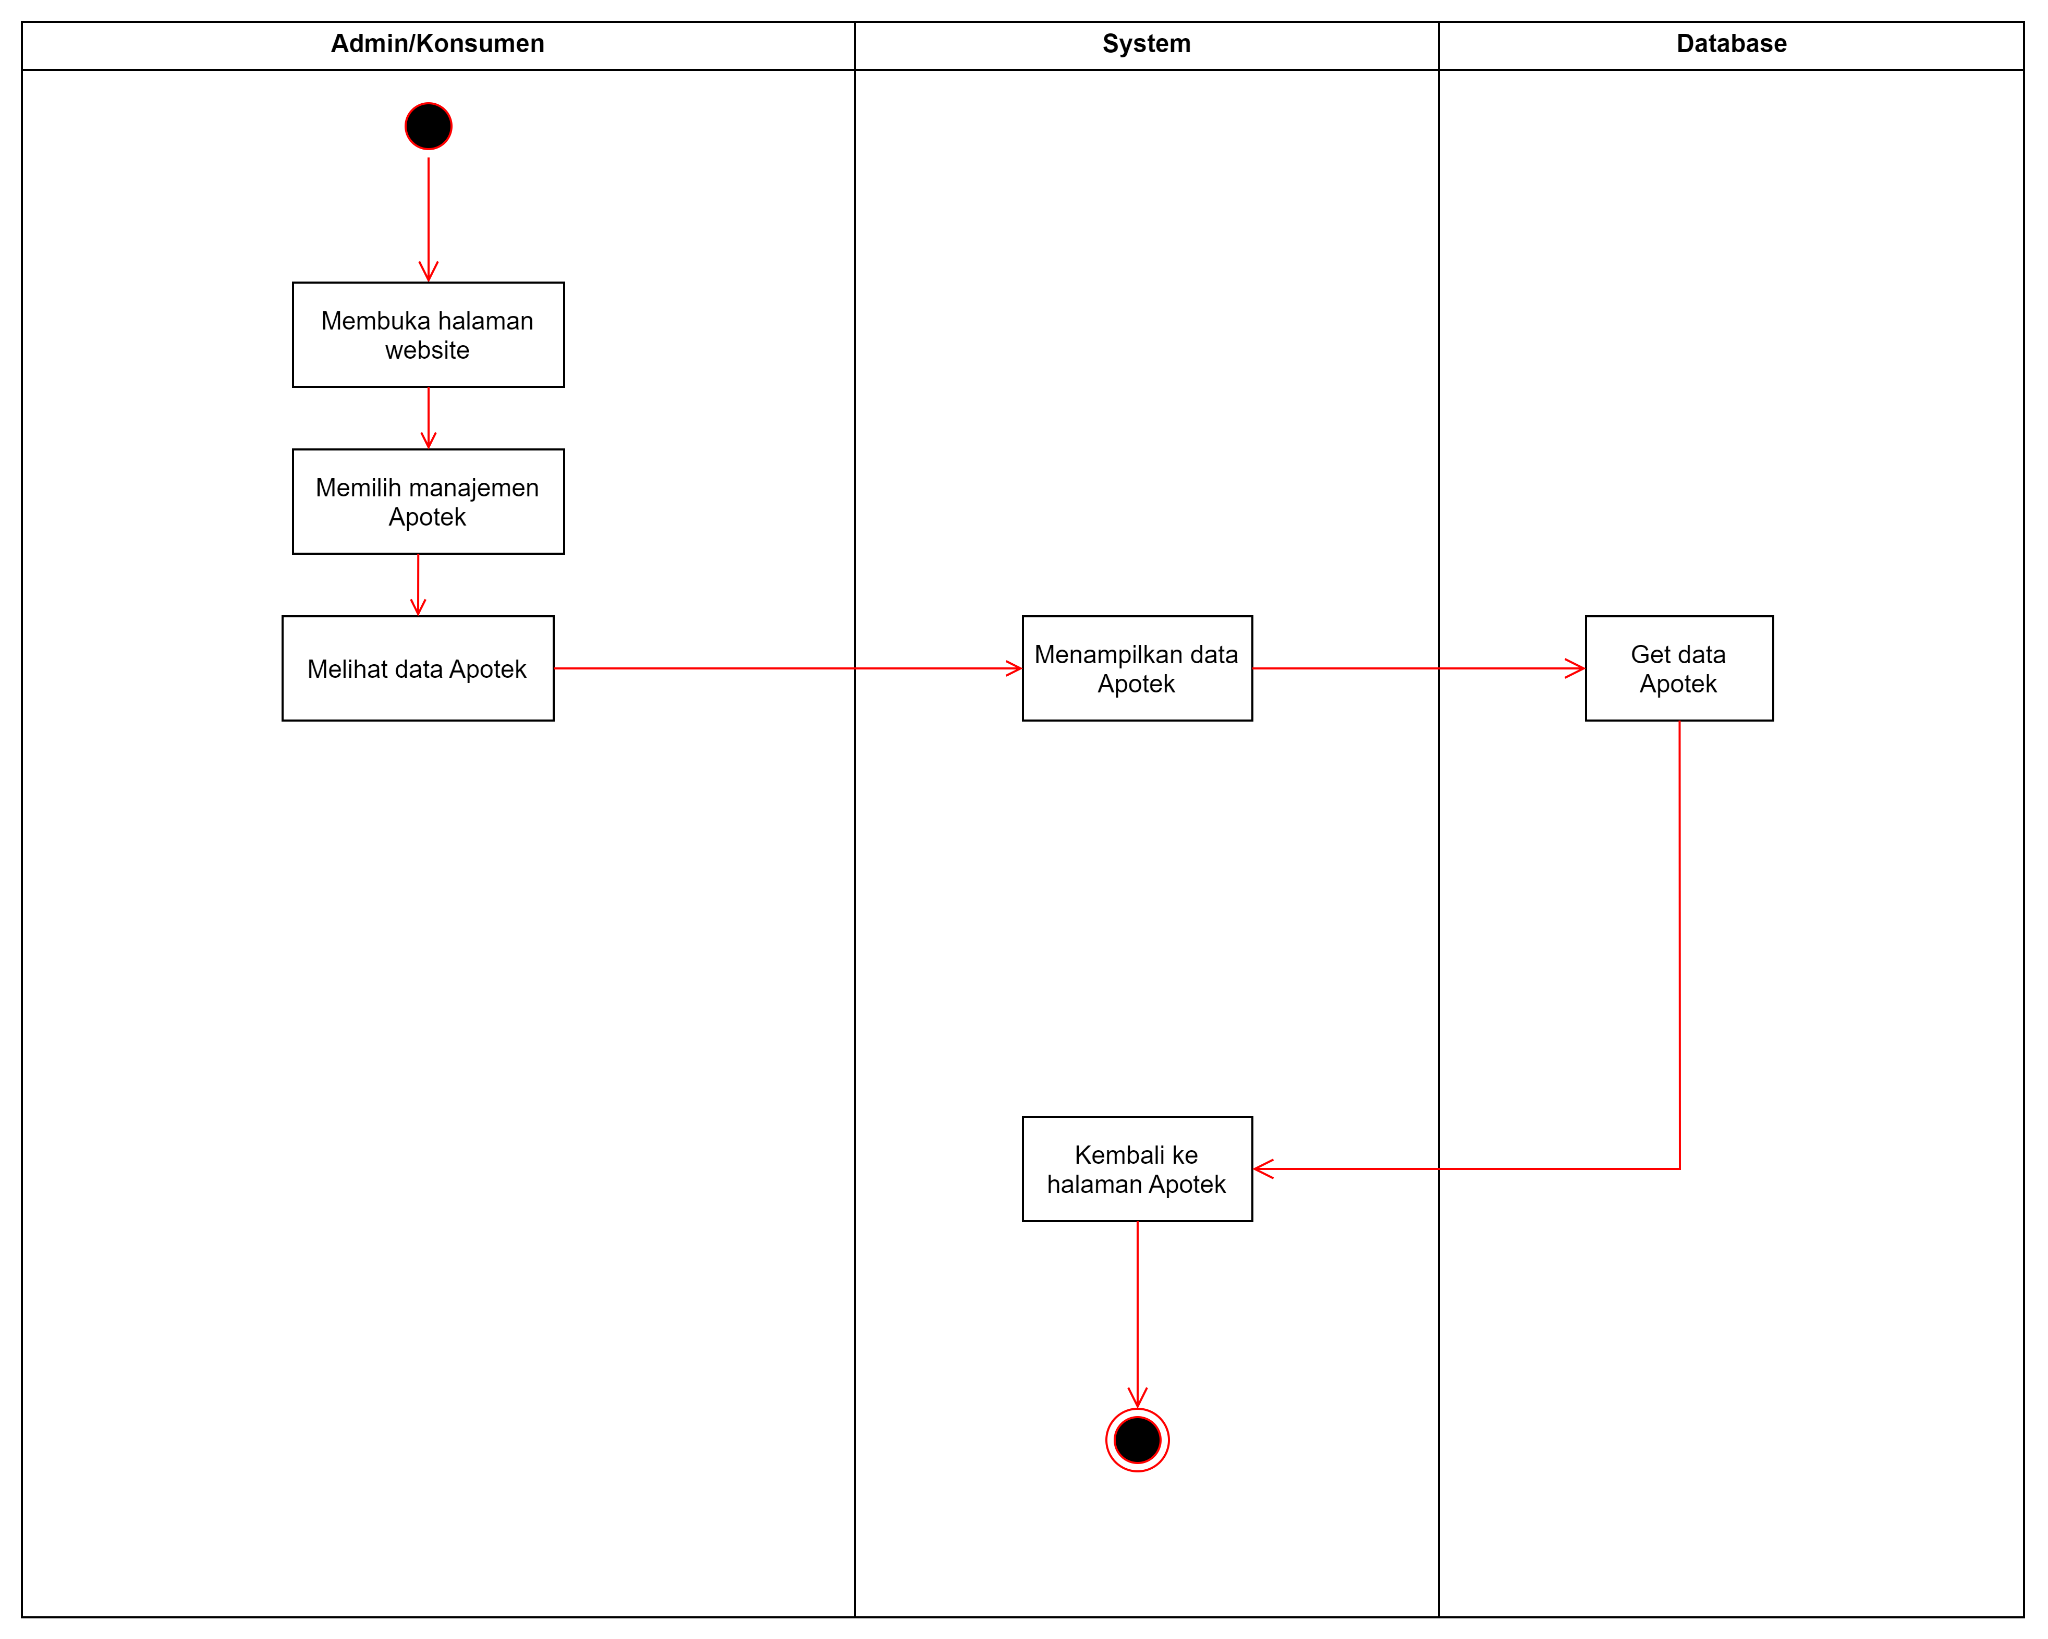 Admin/Konsumen
System
Database
Membuka halaman
website
Memilih manajemen
Apotek
Melihat data Apotek
Menampilkan data
Apotek
Get data
Apotek
Kembali ke
halaman Apotek